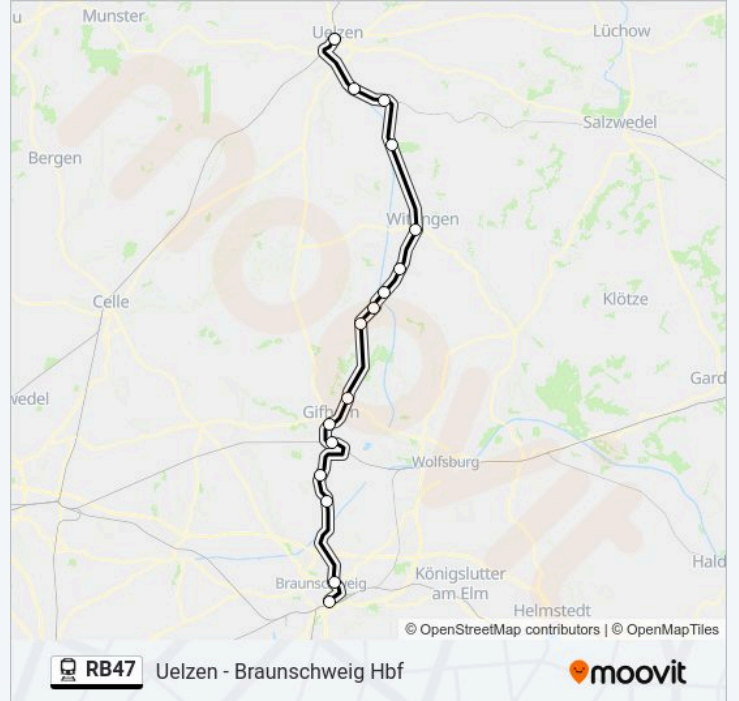 u
Munster
Uelzen
Lüchow
Salzwedel
Bergen
Wittingen
Celle
Klötze
Gard
wedel
Gifhorn
Wolfsburg
Hald
Braunschweig
Königslutter
am Elm
Helmstedt
moovit
© OpenStreetMap contributors | © OpenMapTiles
RB47
Uelzen - Braunschweig Hbf
moovit